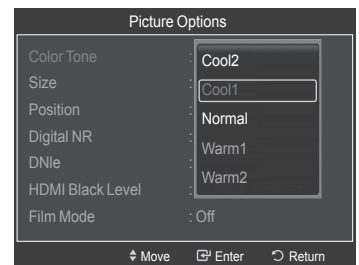 Picture Options
Color Tone : Cool2
Size : Cool1
Position : Normal
Digital NR : Warm1
DNIe : Warm2
HDMI Black Level :
Film Mode : Off
Move Enter Return